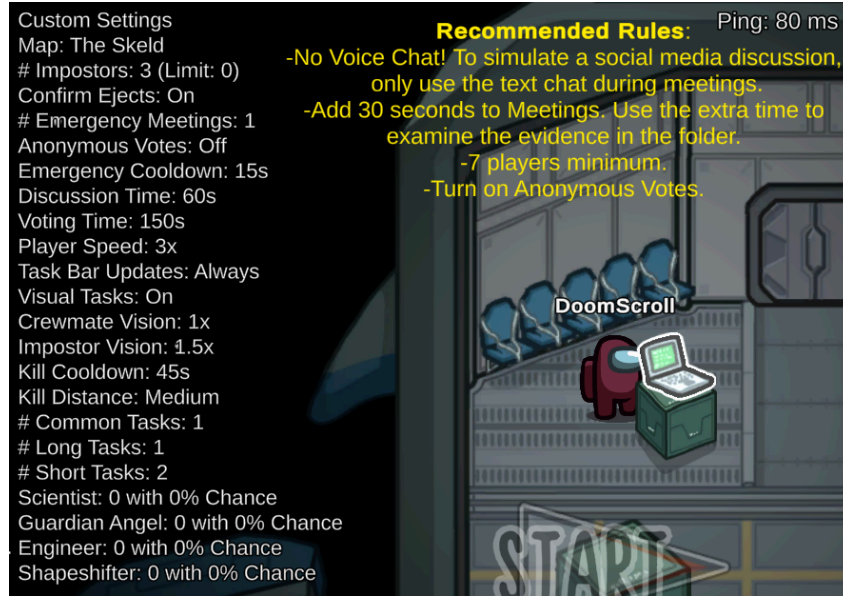 Custom Settings
Map: The Skeld
# Impostors: 3 (Limit: 0)
Confirm Ejects: On
# Emergency Meetings: 1
Anonymous Votes: Off
Emergency Cooldown: 15s
Discussion Time: 60s
Voting Time: 150s
Player Speed: 3x
Task Bar Updates: Always
Visual Tasks: On
Crewmate Vision: 1x
Impostor Vision: 1.5x
Kill Cooldown: 45s
Kill Distance: Medium
# Common Tasks: 1
# Long Tasks: 1
# Short Tasks: 2
Scientist: 0 with 0% Chance
Guardian Angel: 0 with 0% Chance
Engineer: 0 with 0% Chance
Shapeshifter: 0 with 0% Chance
Recommended Rules:
-No Voice Chat! To simulate a social media discussion,
only use the text chat during meetings.
-Add 30 seconds to Meetings. Use the extra time to
examine the evidence in the folder.
-7 players minimum.
-Turn on Anonymous Votes.
Ping: 80 ms
DoomScroll
START